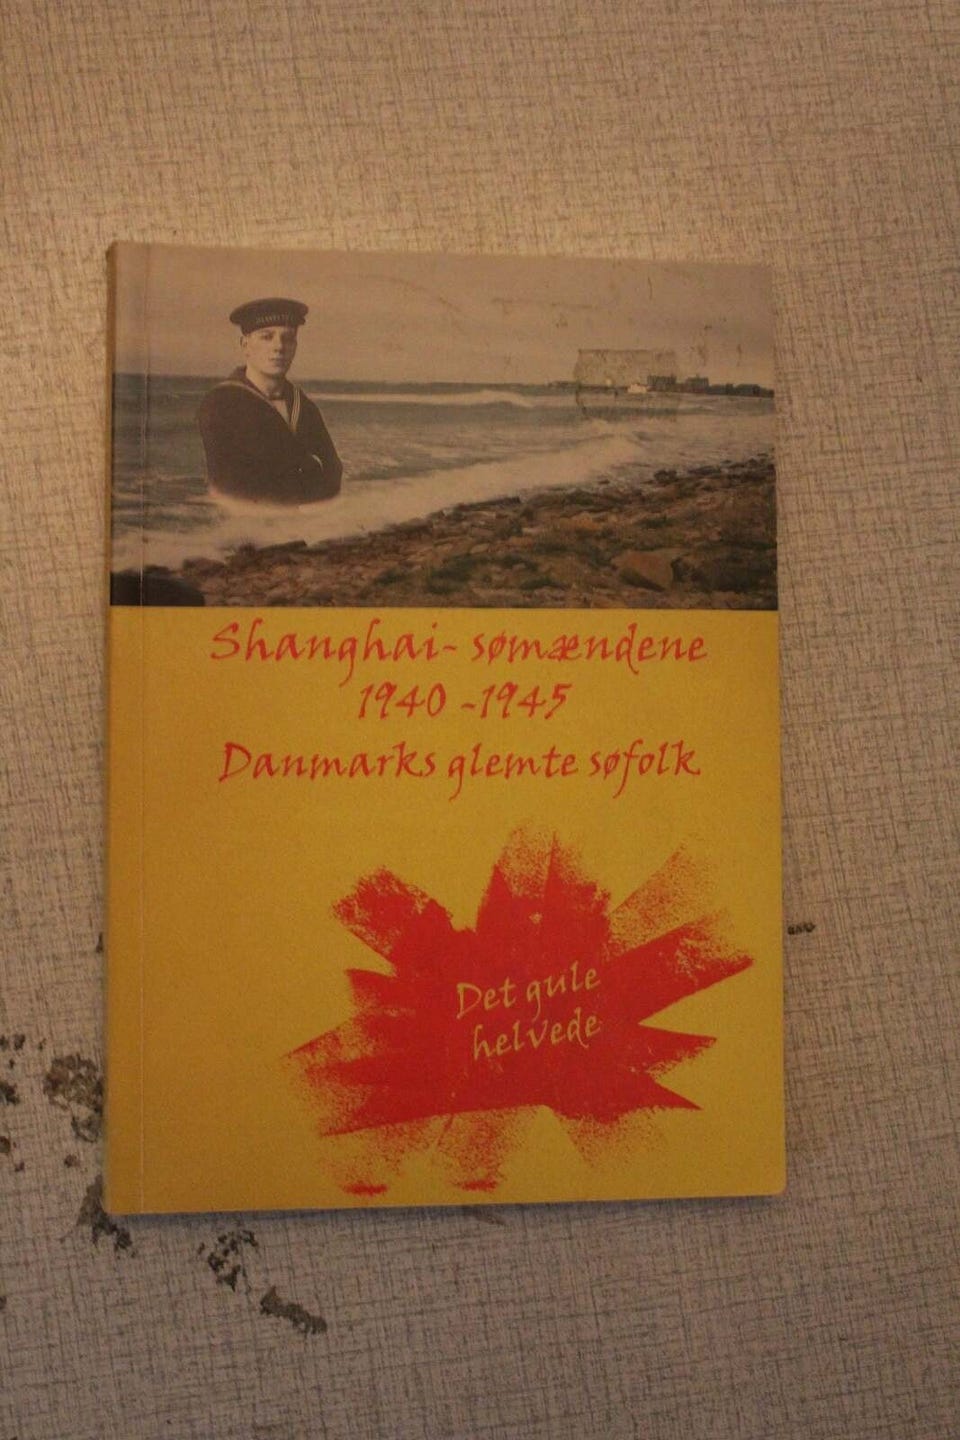 Shanghai- sømændene
1940 -1945
Danmarks glemte søfolk
Det gule
helvede